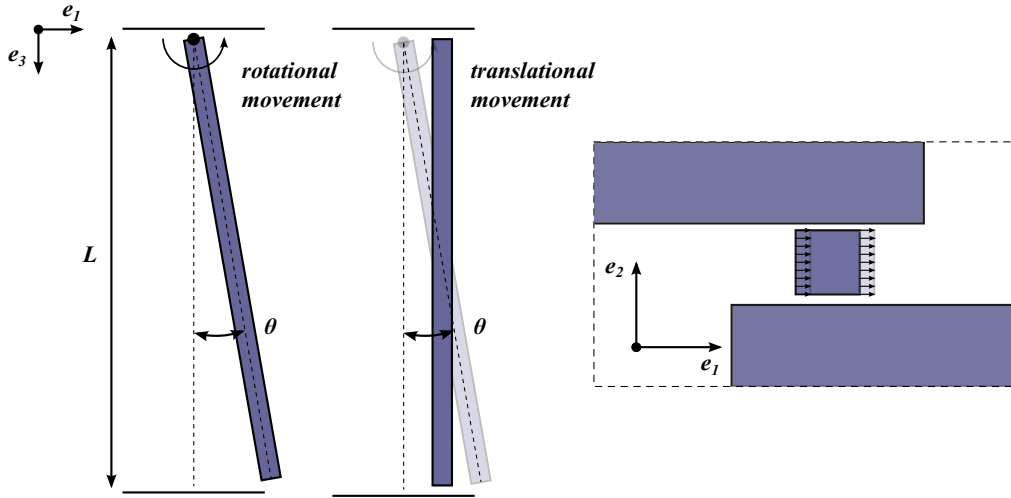 e1
e3
rotational
movement
translational
movement
L
θ
θ
e2
e1